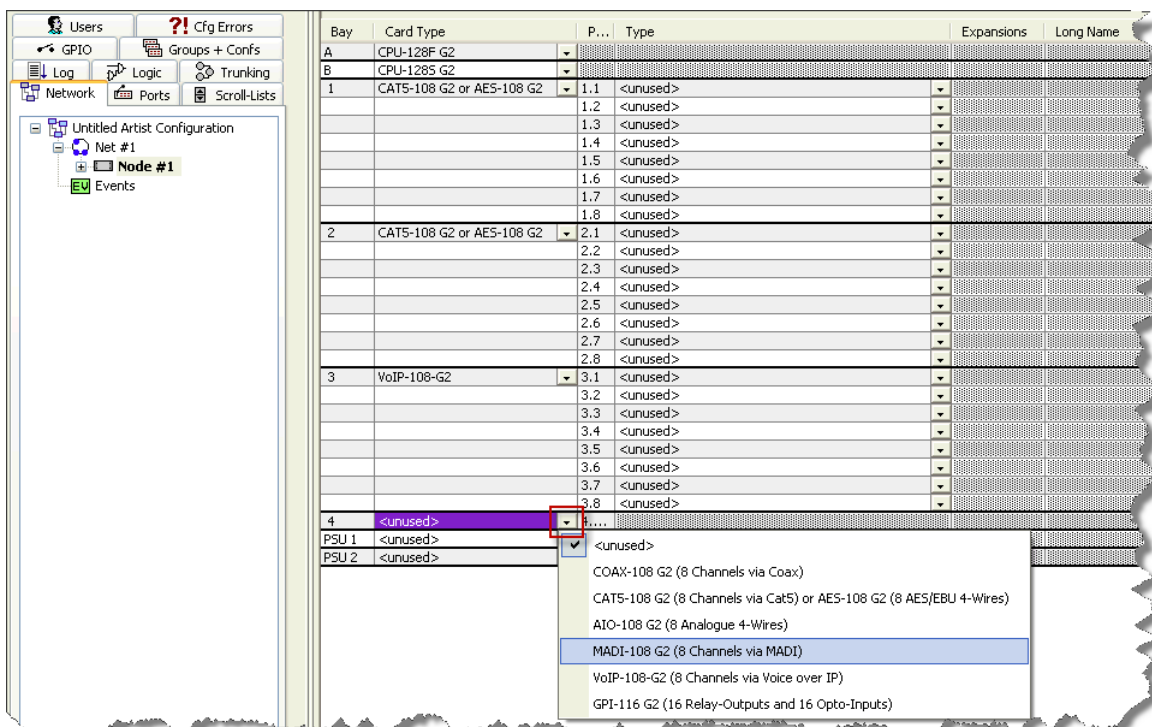 Users ?! Cfg Errors
GPIO Groups + Confs
Log Logic Trunking
Network Ports Scroll-Lists
Untitled Artist Configuration
Net #1
Node #1
EV Events
Bay Card Type P... Type Expansions Long Name
A CPU-128F G2
B CPU-128S G2
1 CAT5-108 G2 or AES-108 G2 1.1 <unused>
1.2 <unused>
1.3 <unused>
1.4 <unused>
1.5 <unused>
1.6 <unused>
1.7 <unused>
1.8 <unused>
2 CAT5-108 G2 or AES-108 G2 2.1 <unused>
2.2 <unused>
2.3 <unused>
2.4 <unused>
2.5 <unused>
2.6 <unused>
2.7 <unused>
2.8 <unused>
3 VoIP-108-G2 3.1 <unused>
3.2 <unused>
3.3 <unused>
3.4 <unused>
3.5 <unused>
3.6 <unused>
3.7 <unused>
3.8 <unused>
4 <unused> 4....
PSU 1 <unused>
PSU 2 <unused>
<unused>
COAX-108 G2 (8 Channels via Coax)
CAT5-108 G2 (8 Channels via Cat5) or AES-108 G2 (8 AES/EBU 4-Wires)
AIO-108 G2 (8 Analogue 4-Wires)
MADI-108 G2 (8 Channels via MADI)
VoIP-108-G2 (8 Channels via Voice over IP)
GPI-116 G2 (16 Relay-Outputs and 16 Opto-Inputs)